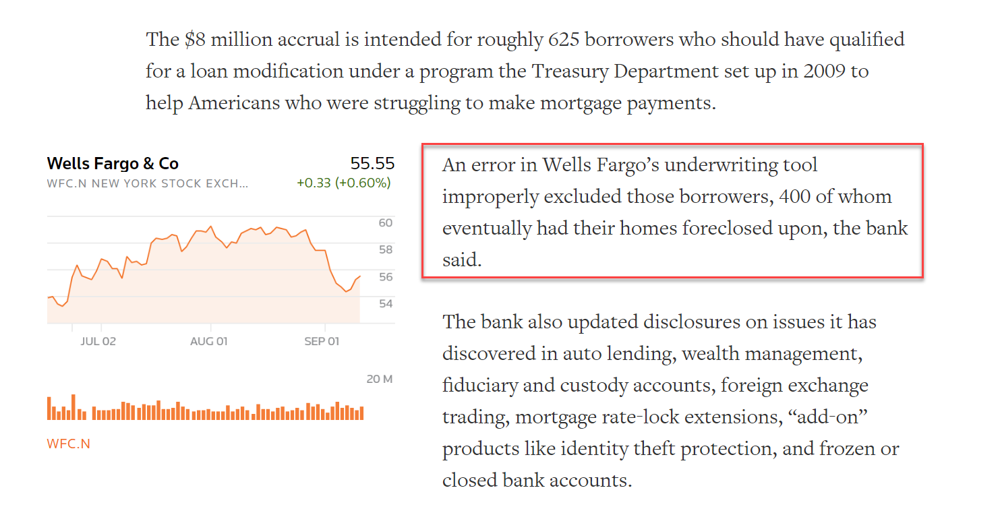 The $8 million accrual is intended for roughly 625 borrowers who should have qualified
for a loan modification under a program the Treasury Department set up in 2009 to
help Americans who were struggling to make mortgage payments.
Wells Fargo & Co 55.55
WFC.N NEW YORK STOCK EXCH... +0.33 (+0.60%)
60
58
56
54
JUL 02 AUG 01 SEP 01
20 M
WFC.N
An error in Wells Fargo’s underwriting tool
improperly excluded those borrowers, 400 of whom
eventually had their homes foreclosed upon, the bank
said.
The bank also updated disclosures on issues it has
discovered in auto lending, wealth management,
fiduciary and custody accounts, foreign exchange
trading, mortgage rate-lock extensions, “add-on”
products like identity theft protection, and frozen or
closed bank accounts.